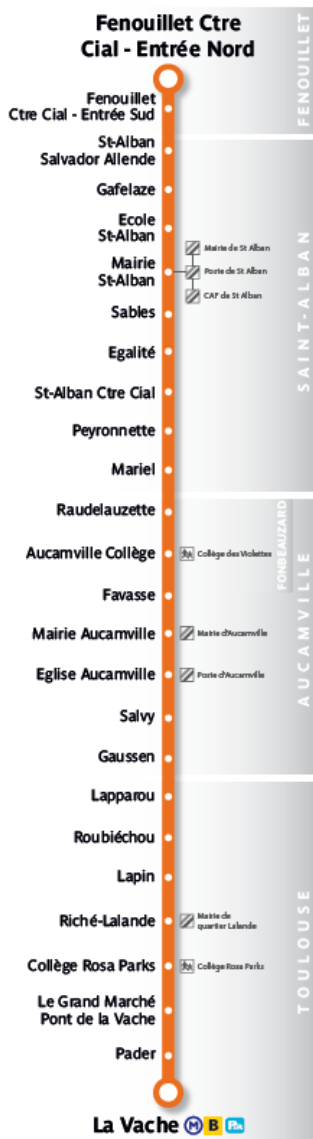 Fenouillet Ctre
Cial - Entrée Nord
FENOUILLET
Fenouillet
Ctre Cial - Entrée Sud
St-Alban
Salvador Allende
SAINT-ALBAN
Gafelaze
Ecole
St-Alban
Mairie
St-Alban
Mairie de St Alban
Poste de St Alban
CAF de St Alban
Sables
Egalité
St-Alban Ctre Cial
Peyronnette
Mariel
Raudelauzette
FONBEAUZARD
AUCAMVILLE
Aucamville Collège
Collège des Violettes
Favasse
Mairie Aucamville
Mairie d'Aucamville
Eglise Aucamville
Poste d'Aucamville
Salvy
Gaussen
Lapparou
TOULOUSE
Roubiéchou
Lapin
Riché-Lalande
Mairie de
quartier Lalande
Collège Rosa Parks
Collège Rosa Parks
Le Grand Marché
Pont de la Vache
Pader
La Vache M B P+R